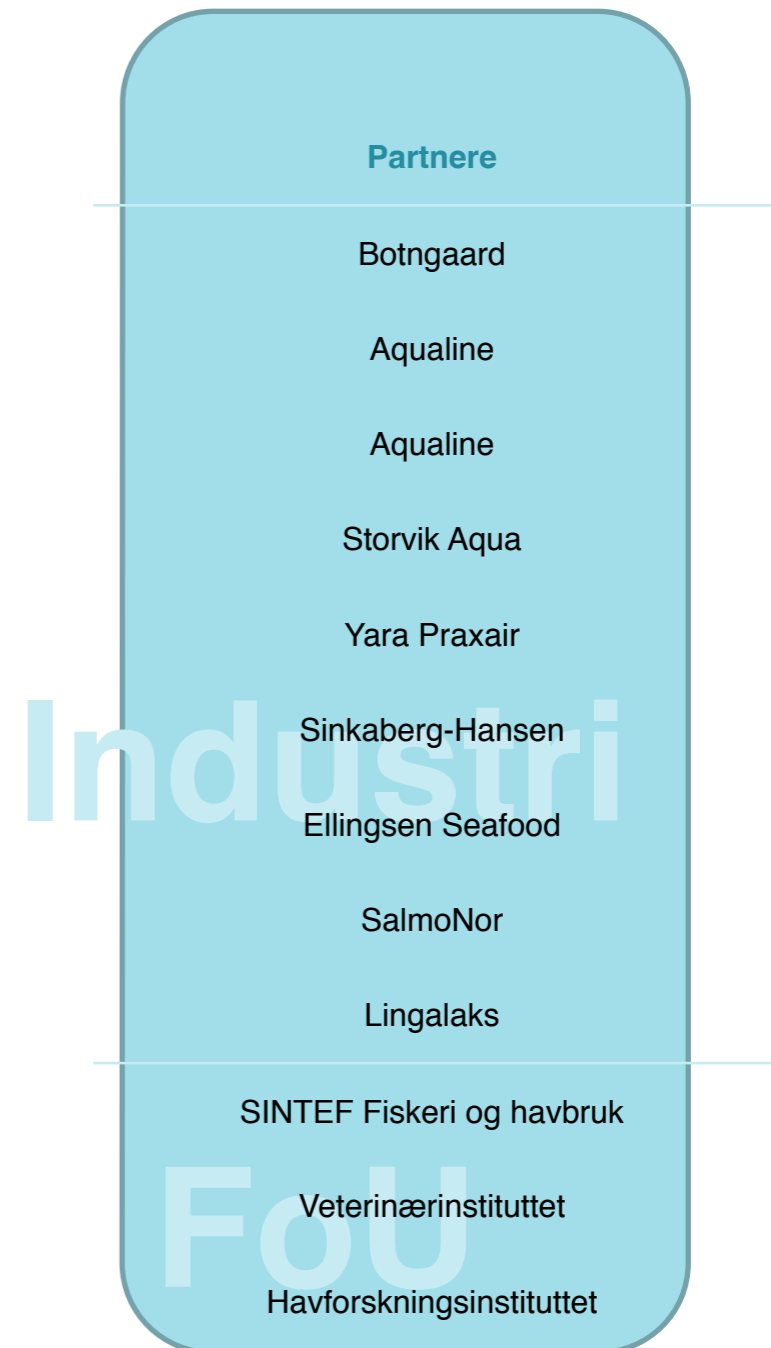 Partnere
Botngaard
Aqualine
Aqualine
Storvik Aqua
Yara Praxair
Industri
Sinkaberg-Hansen
Ellingsen Seafood
SalmoNor
Lingalaks
SINTEF Fiskeri og havbruk
FoU
Veterinærinstituttet
Havforskningsinstituttet